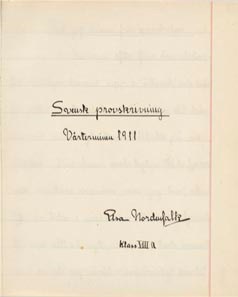 Svensk provskrivning
Vårterminen 1911
Elsa Nordenfalk
Klass VIII A